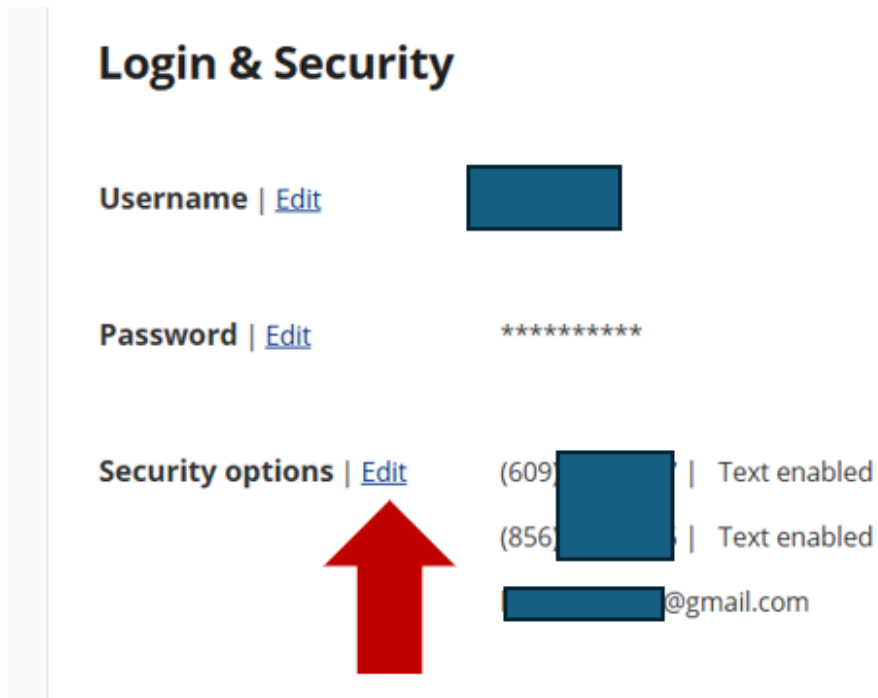 Login & Security
Username | Edit
Password | Edit **********
Security options | Edit (609) | Text enabled
(856) | Text enabled
@gmail.com